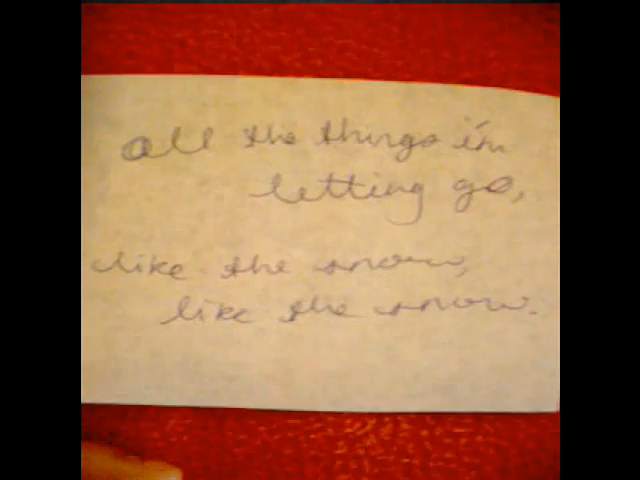 all the things i'm
letting go,
like the snow,
like the snow.